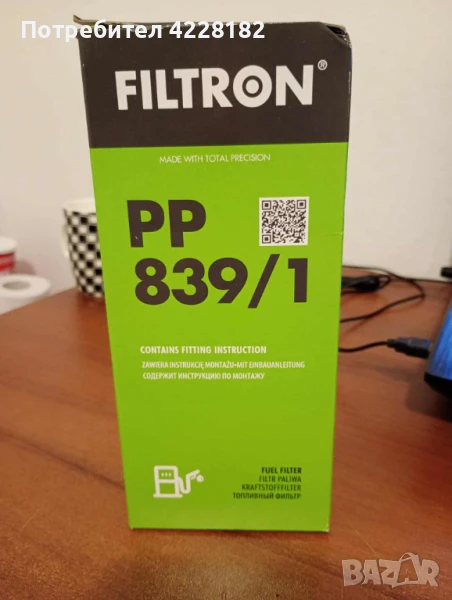 Потребител 4228182
FILTRON®
MADE WITH TOTAL PRECISION
PP
839/1
CONTAINS FITTING INSTRUCTION
ZAWIERA INSTRUKCJĘ MONTAŻU•MIT EINBAUANLEITUNG
СОДЕРЖИТ ИНСТРУКЦИЮ ПО МОНТАЖУ
FUEL FILTER
FILTR PALIWA
KRAFTSTOFFFILTER
ТОПЛИВНЫЙ ФИЛЬТР
BAZAR